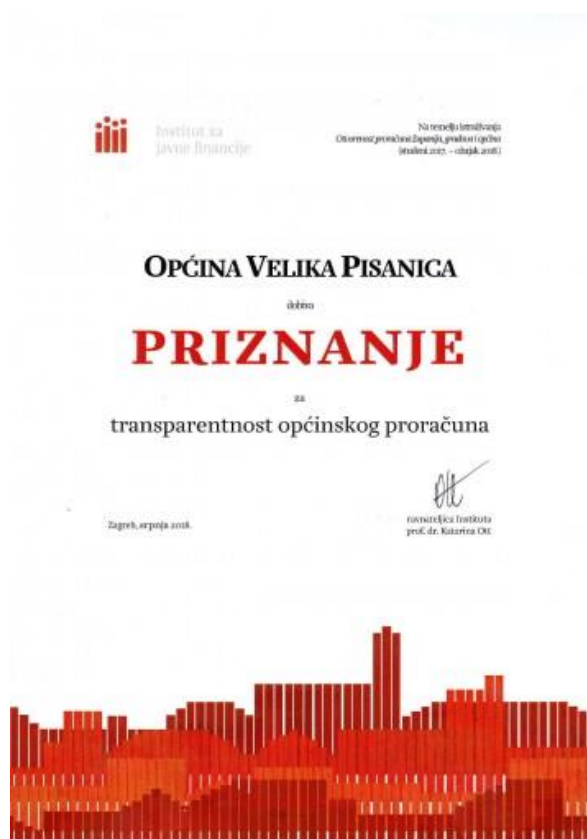 Institut za
javne financije
Na temelju istraživanja
Otvorenost proračuna županija, gradova i općina
(studeni 2017. – ožujak 2018.)
OPĆINA VELIKA PISANICA
dobiva
PRIZNANJE
za
transparentnost općinskog proračuna
Zagreb, srpnja 2018.
ravnateljica Instituta
prof. dr. Katarina Ott